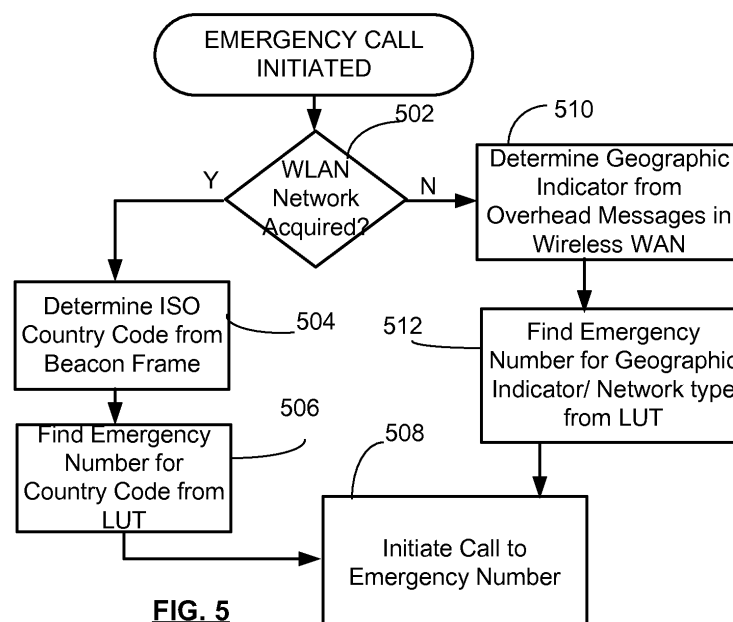 EMERGENCY CALL
INITIATED
502
WLAN
Network
Acquired?
Y
N
510
Determine Geographic
Indicator from
Overhead Messages in
Wireless WAN
Determine ISO
Country Code from
Beacon Frame
504
512
Find Emergency
Number for Geographic
Indicator/ Network type
from LUT
Find Emergency
Number for
Country Code from
LUT
506
508
Initiate Call to
Emergency Number
FIG. 5